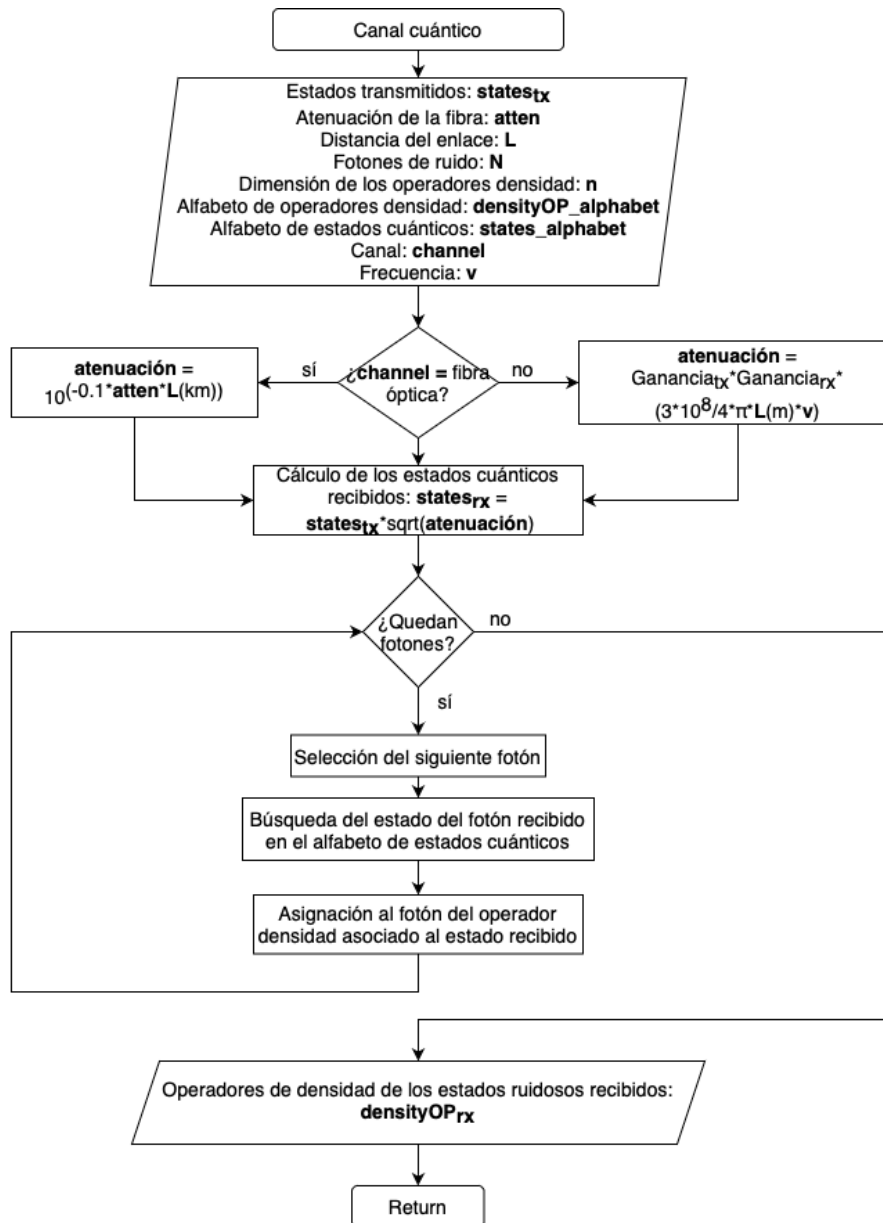 Canal cuántico
Estados transmitidos: states_tx
Atenuación de la fibra: atten
Distancia del enlace: L
Fotones de ruido: N
Dimensión de los operadores densidad: n
Alfabeto de operadores densidad: densityOP_alphabet
Alfabeto de estados cuánticos: states_alphabet
Canal: channel
Frecuencia: v
¿channel = fibra
óptica?
sí
no
atenuación =
10(-0.1*atten*L(km))
atenuación =
Ganancia_tx*Ganancia_rx*
(3*10^8/4*π*L(m)*v)
Cálculo de los estados cuánticos
recibidos: states_rx =
states_tx*sqrt(atenuación)
¿Quedan
fotones?
no
sí
Selección del siguiente fotón
Búsqueda del estado del fotón recibido
en el alfabeto de estados cuánticos
Asignación al fotón del operador
densidad asociado al estado recibido
Operadores de densidad de los estados ruidosos recibidos:
densityOP_rx
Return